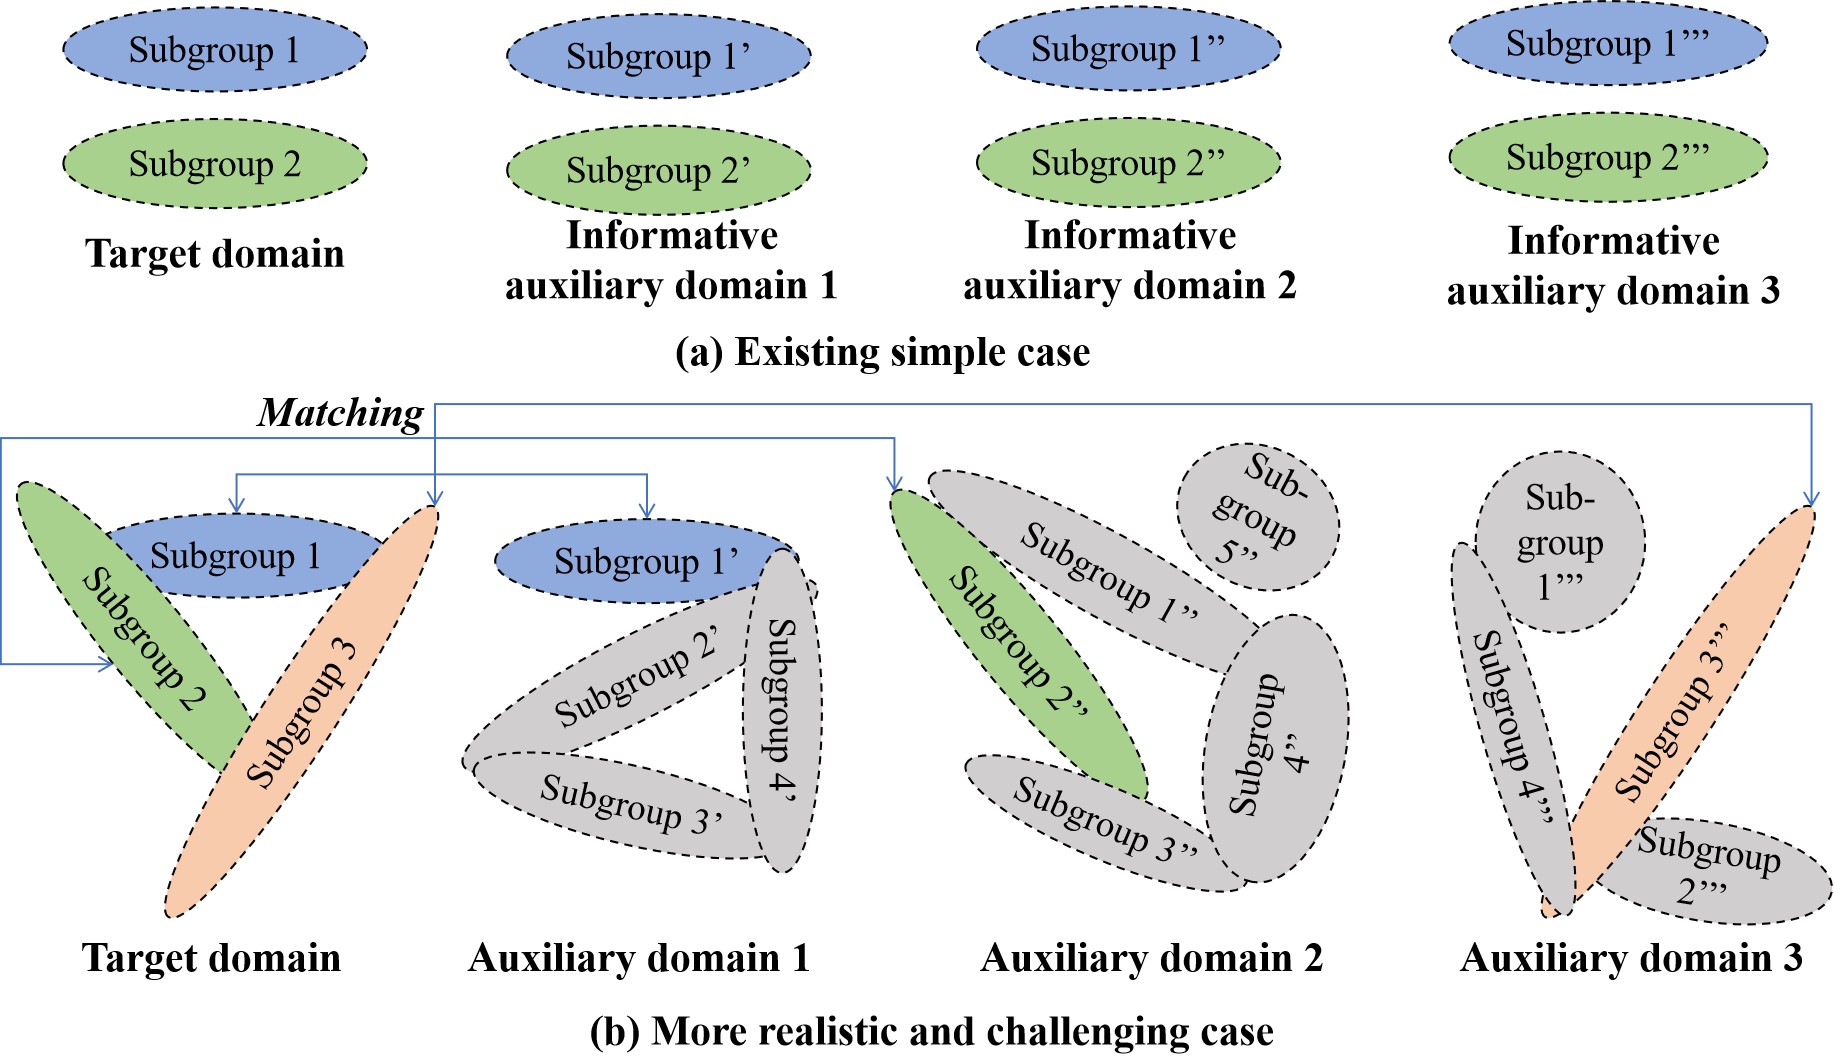 Subgroup 1
Subgroup 1’
Subgroup 1’’
Subgroup 1’’’
Subgroup 2
Subgroup 2’
Subgroup 2’’
Subgroup 2’’’
Target domain
Informative
auxiliary domain 1
Informative
auxiliary domain 2
Informative
auxiliary domain 3
(a) Existing simple case
Matching
Subgroup 1
Subgroup 2
Subgroup 3
Subgroup 1’
Subgroup 2’
Subgroup 3’
Subgroup 4’
Subgroup 1’’
Subgroup 2’’
Subgroup 3’’
Subgroup
4’’
Sub-
group
5’’
Sub-
group
1’’’
Subgroup 4’’’
Subgroup 3’’’
Subgroup
2’’’
Target domain
Auxiliary domain 1
Auxiliary domain 2
Auxiliary domain 3
(b) More realistic and challenging case